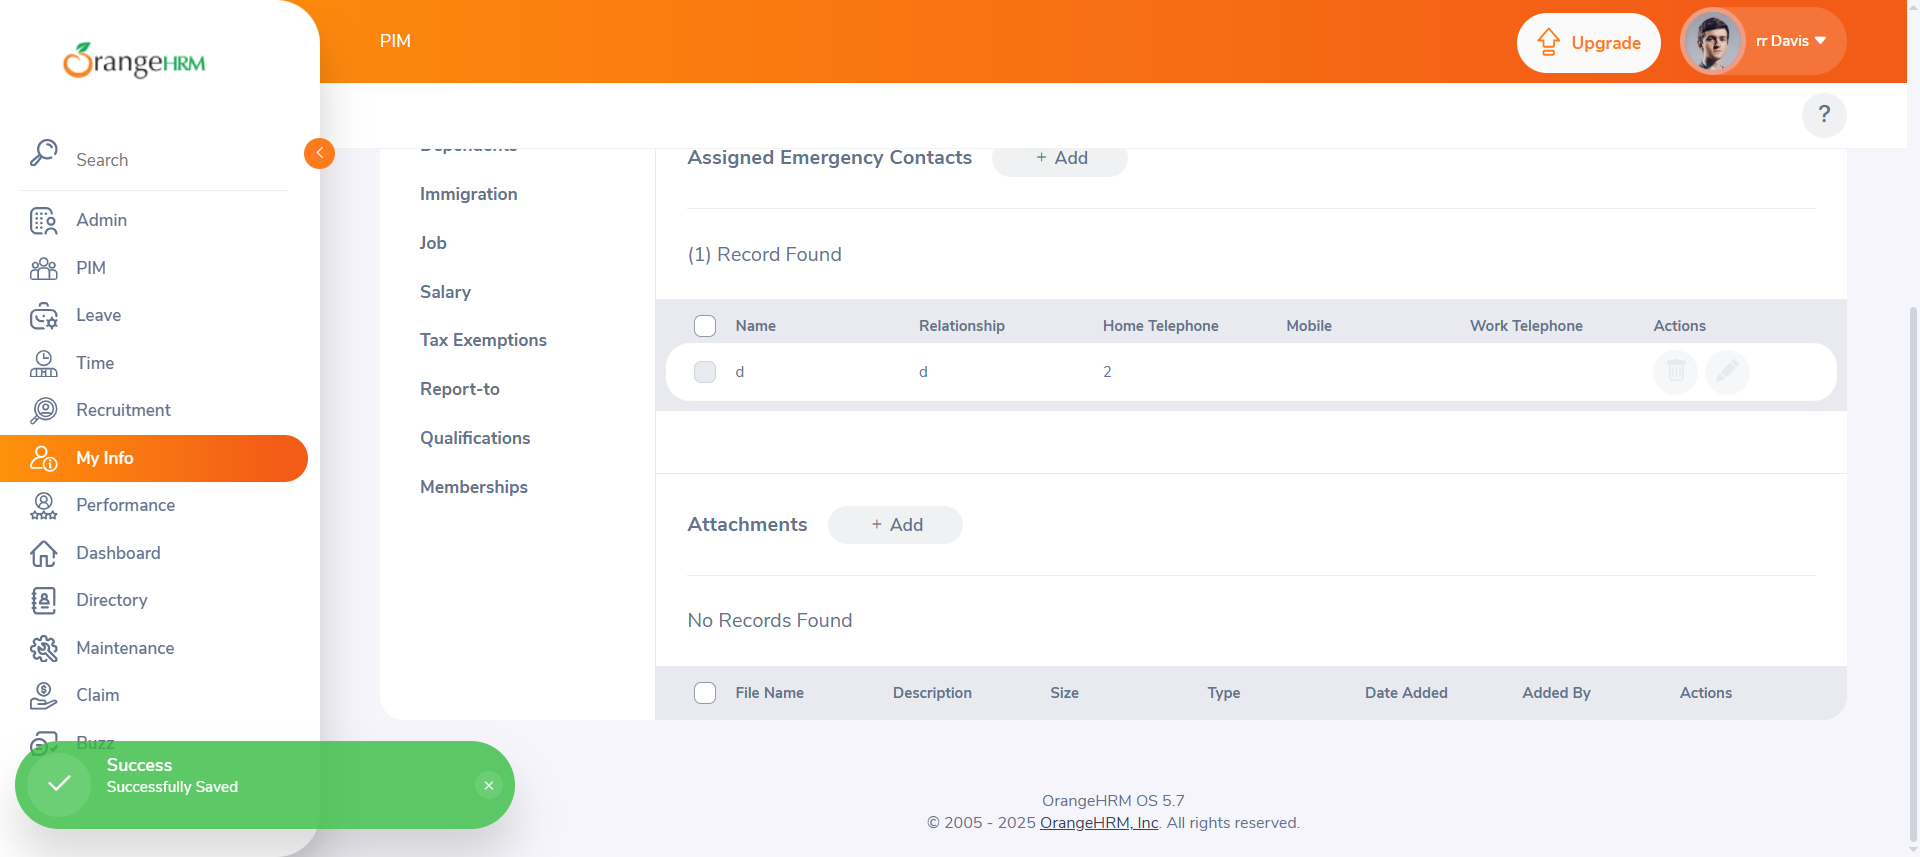 OrangeHRM
PIM
Upgrade
rr Davis
?
Search
Admin
PIM
Leave
Time
Recruitment
My Info
Performance
Dashboard
Directory
Maintenance
Claim
Buzz
Dependents
Immigration
Job
Salary
Tax Exemptions
Report-to
Qualifications
Memberships
Assigned Emergency Contacts + Add
(1) Record Found
Name Relationship Home Telephone Mobile Work Telephone Actions
d d 2
Attachments + Add
No Records Found
File Name Description Size Type Date Added Added By Actions
Success
Successfully Saved
OrangeHRM OS 5.7
© 2005 - 2025 OrangeHRM, Inc. All rights reserved.